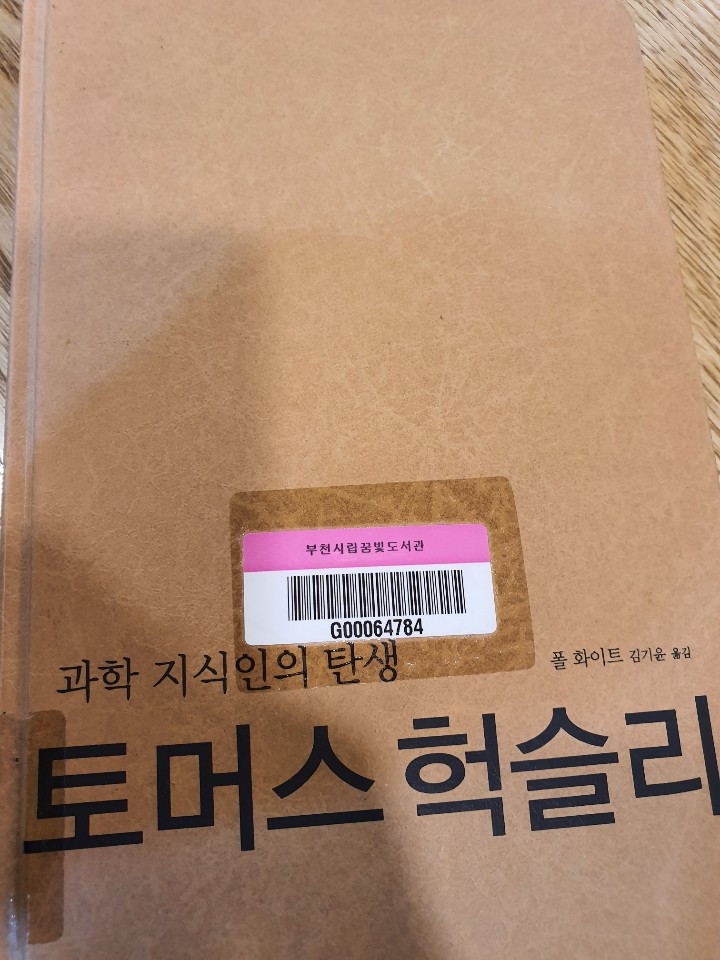 부천시립꿈빛도서관
G00064784
과학 지식인의 탄생
폴 화이트 김기윤 옮김
토머스 헉슬리